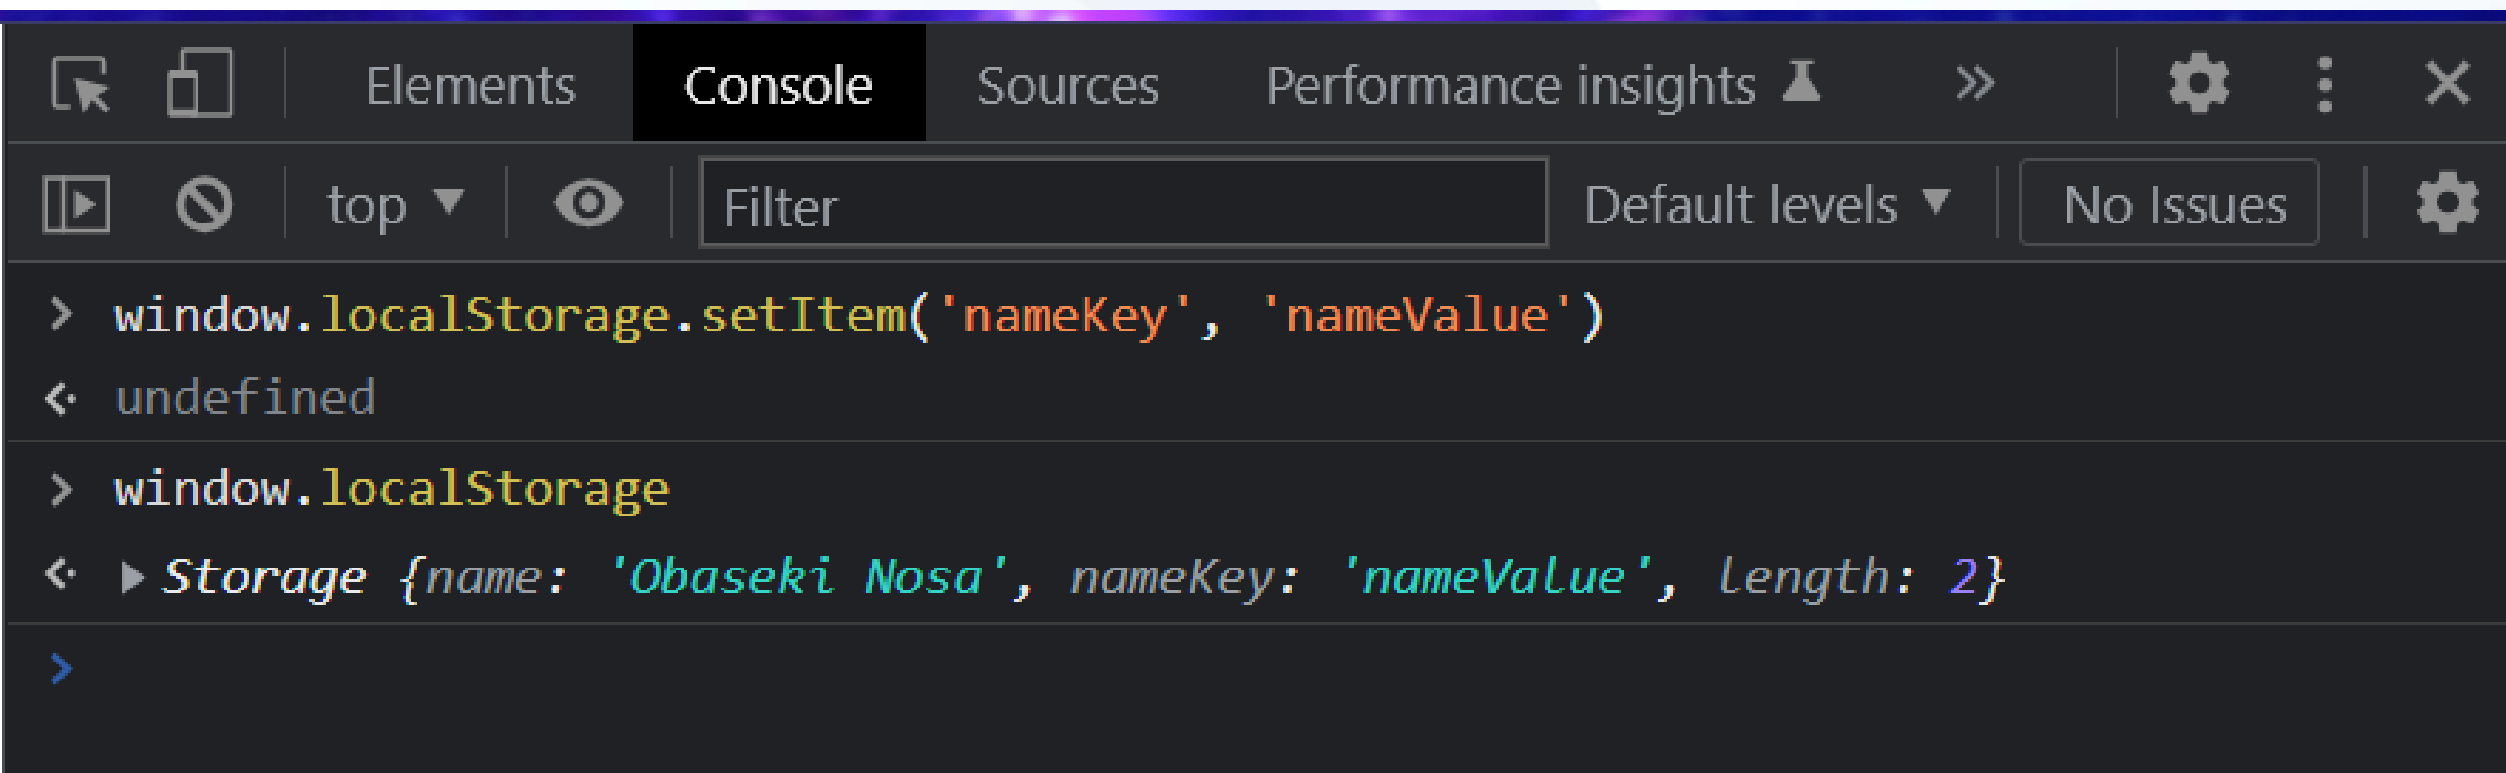 Elements Console Sources Performance insights
top Filter Default levels No Issues
window.localStorage.setItem('nameKey', 'nameValue')
undefined
window.localStorage
Storage {name: 'Obaseki Nosa', nameKey: 'nameValue', length: 2}